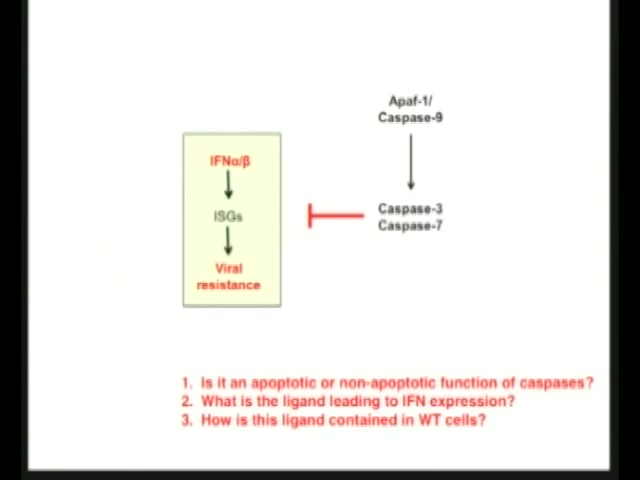 Apaf-1/
Caspase-9
IFNα/β
ISGs
Viral
resistance
Caspase-3
Caspase-7
1. Is it an apoptotic or non-apoptotic function of caspases?
2. What is the ligand leading to IFN expression?
3. How is this ligand contained in WT cells?